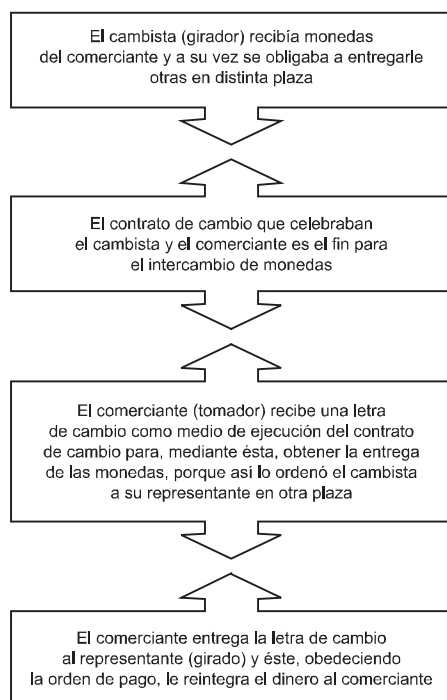 El cambista (girador) recibía monedas
del comerciante y a su vez se obligaba a entregarle
otras en distinta plaza
El contrato de cambio que celebraban
el cambista y el comerciante es el fin para
el intercambio de monedas
El comerciante (tomador) recibe una letra
de cambio como medio de ejecución del contrato
de cambio para, mediante ésta, obtener la entrega
de las monedas, porque así lo ordenó el cambista
a su representante en otra plaza
El comerciante entrega la letra de cambio
al representante (girado) y éste, obedeciendo
la orden de pago, le reintegra el dinero al comerciante